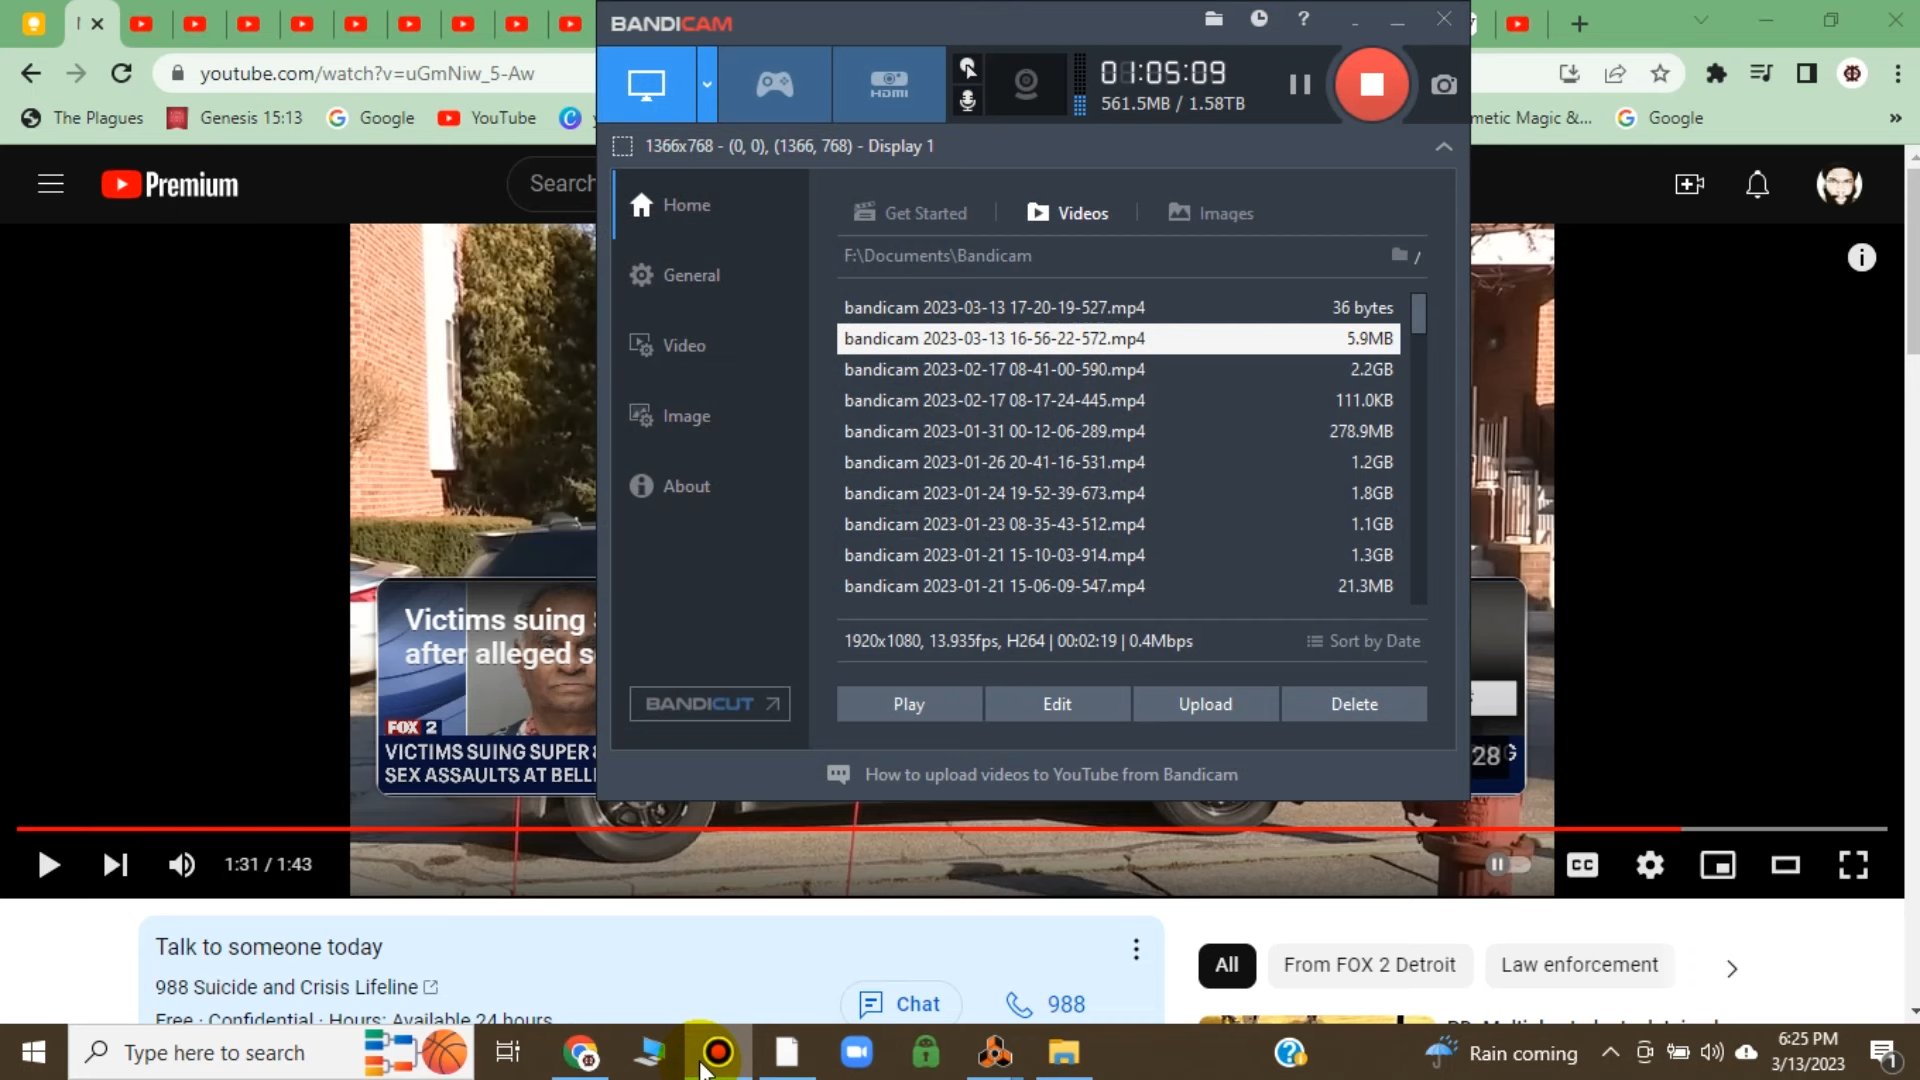 youtube.com/watch?v=uGmNiw_5-Aw
The Plagues
Genesis 15:13
Google
YouTube
metic Magic &...
Google
»
Premium
Search
BANDICAM
?
HDMI
01:05:09
561.5MB / 1.58TB
1366x768 - (0, 0), (1366, 768) - Display 1
Home
General
Video
Image
About
BANDICUT
Get Started
Videos
Images
F:\Documents\Bandicam
/
bandicam 2023-03-13 17-20-19-527.mp4 36 bytes
bandicam 2023-03-13 16-56-22-572.mp4 5.9MB
bandicam 2023-02-17 08-41-00-590.mp4 2.2GB
bandicam 2023-02-17 08-17-24-445.mp4 111.0KB
bandicam 2023-01-31 00-12-06-289.mp4 278.9MB
bandicam 2023-01-26 20-41-16-531.mp4 1.2GB
bandicam 2023-01-24 19-52-39-673.mp4 1.8GB
bandicam 2023-01-23 08-35-43-512.mp4 1.1GB
bandicam 2023-01-21 15-10-03-914.mp4 1.3GB
bandicam 2023-01-21 15-06-09-547.mp4 21.3MB
1920x1080, 13.935fps, H264 | 00:02:19 | 0.4Mbps
Sort by Date
Play
Edit
Upload
Delete
How to upload videos to YouTube from Bandicam
Victims suing
after alleged s
FOX 2
VICTIMS SUING SUPER
SEX ASSAULTS AT BELL
28
1:31 / 1:43
CC
Talk to someone today
988 Suicide and Crisis Lifeline
Free · Confidential · Hours: Available 24 hours
Chat
988
All
From FOX 2 Detroit
Law enforcement
Type here to search
Rain coming
6:25 PM
3/13/2023
1